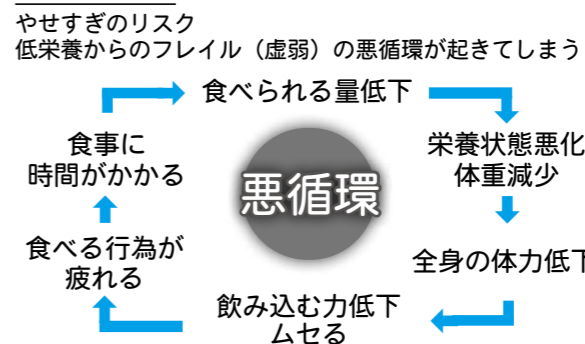 やせすぎのリスク
低栄養からのフレイル（虚弱）の悪循環が起きてしまう
食べられる量低下
栄養状態悪化
体重減少
全身の体力低下
飲み込む力低下
ムセる
食べる行為が
疲れる
食事に
時間がかかる
悪循環